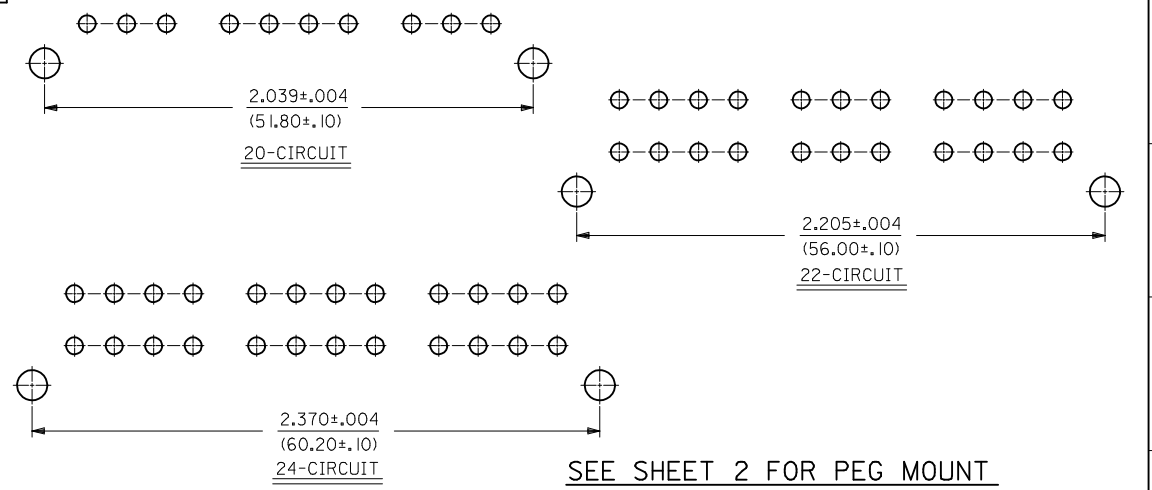 2.039±.004
(51.80±.10)
20-CIRCUIT
2.205±.004
(56.00±.10)
22-CIRCUIT
2.370±.004
(60.20±.10)
24-CIRCUIT
SEE SHEET 2 FOR PEG MOUNT